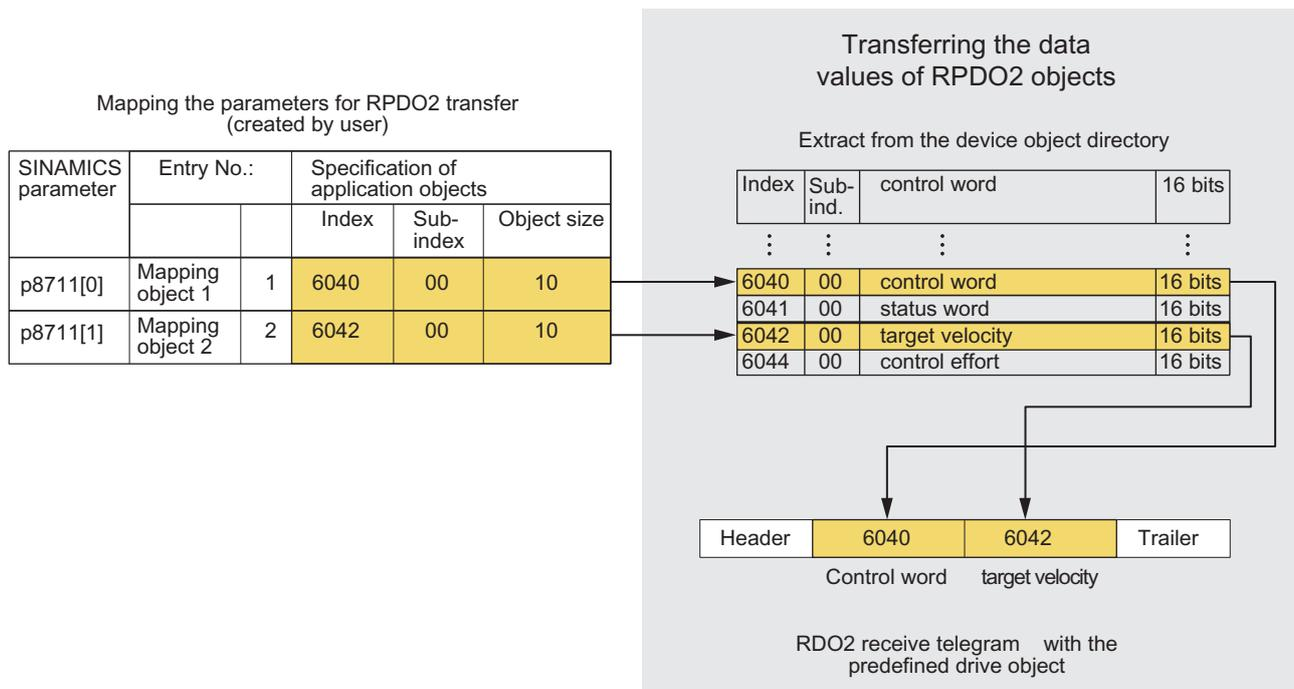 Mapping the parameters for RPDO2 transfer
(created by user)
SINAMICS parameter
Entry No.:
Specification of application objects
Index
Sub-index
Object size
p8711[0]
Mapping object 1
1
6040
00
10
p8711[1]
Mapping object 2
2
6042
00
10
Transferring the data
values of RPDO2 objects
Extract from the device object directory
Index
Sub-ind.
control word
16 bits
6040 00 control word 16 bits
6041 00 status word 16 bits
6042 00 target velocity 16 bits
6044 00 control effort 16 bits
Header 6040 6042 Trailer
Control word target velocity
RDO2 receive telegram with the
predefined drive object